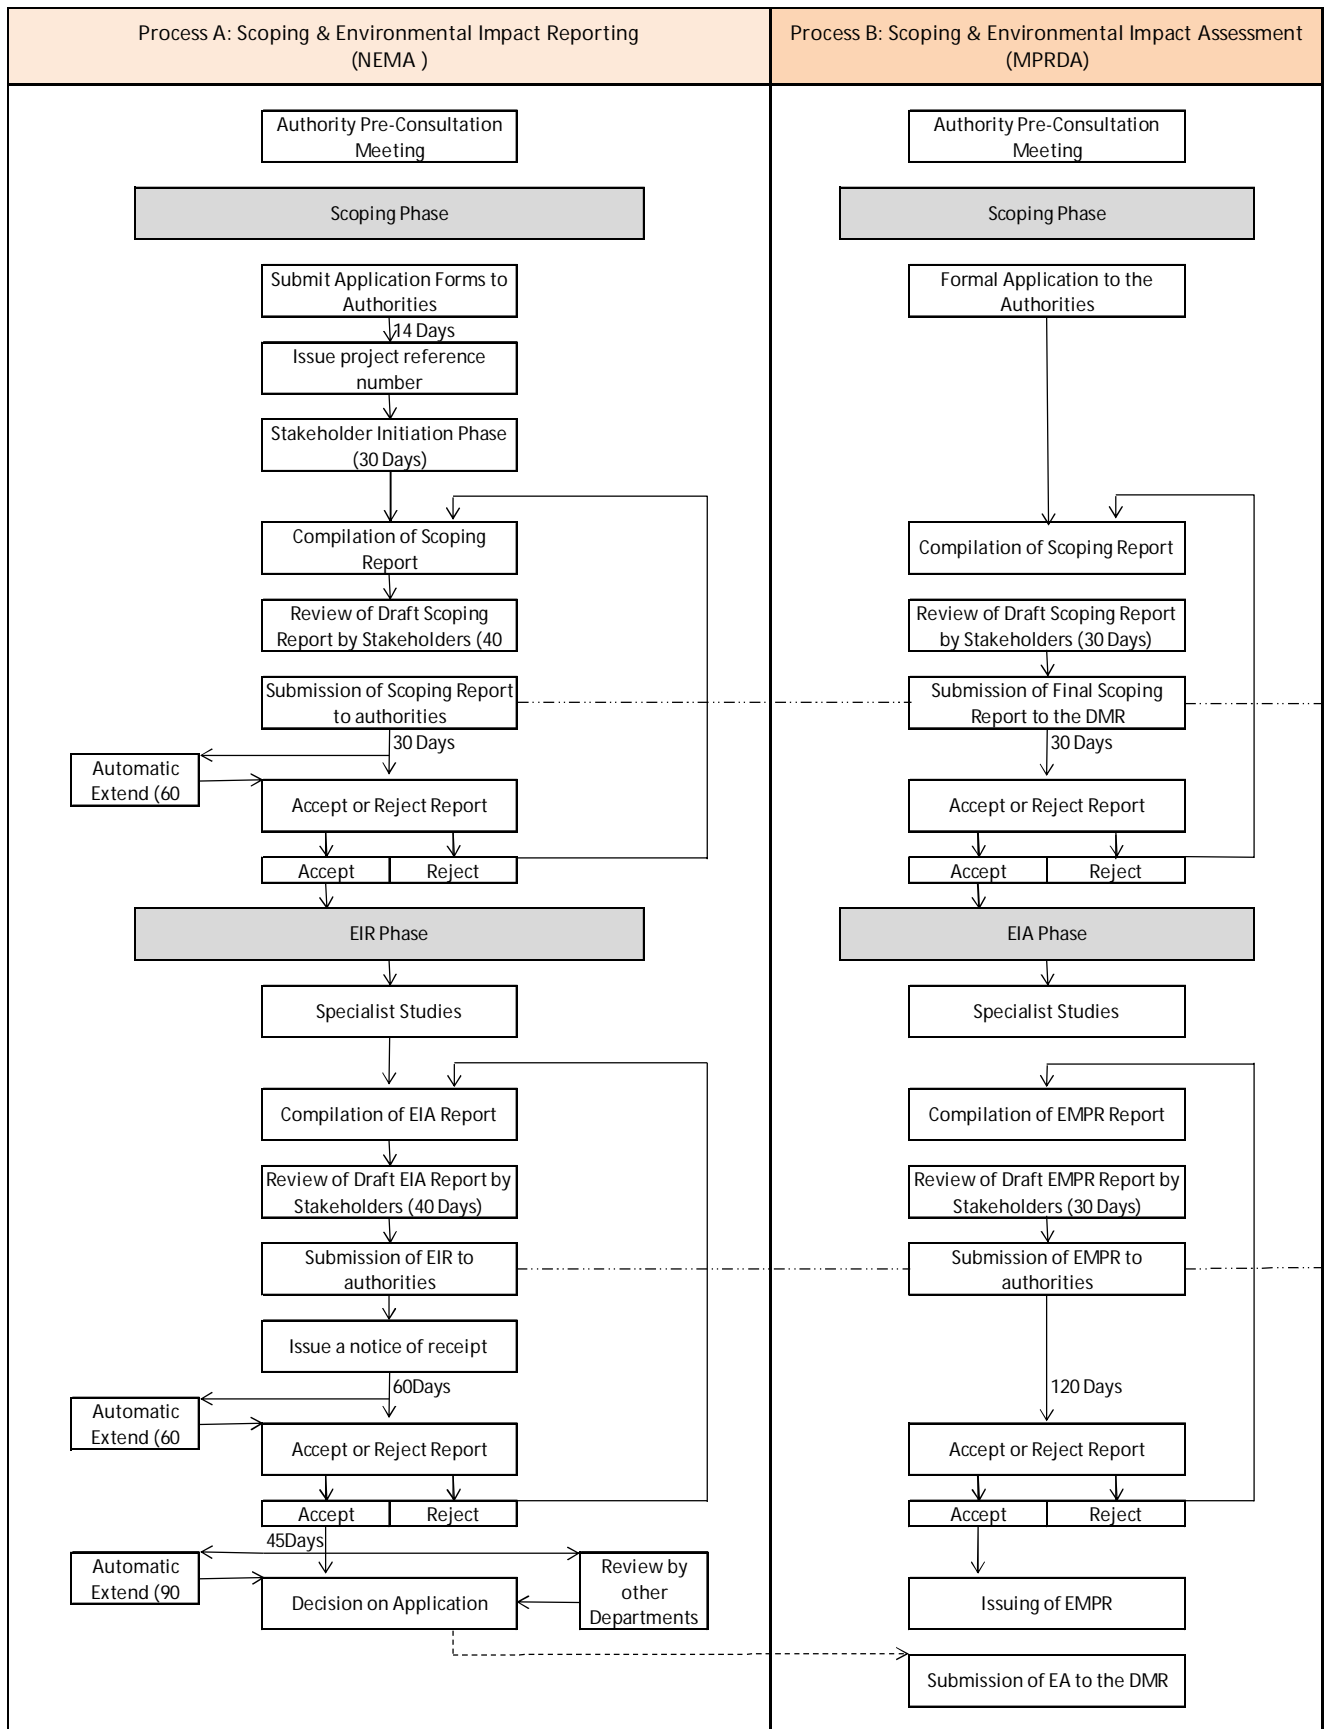 Process A: Scoping & Environmental Impact Reporting
(NEMA )
Process B: Scoping & Environmental Impact Assessment
(MPRDA)
Authority Pre-Consultation
Meeting
Scoping Phase
Submit Application Forms to
Authorities
14 Days
Issue project reference
number
Stakeholder Initiation Phase
(30 Days)
Compilation of Scoping
Report
Review of Draft Scoping
Report by Stakeholders (40
Submission of Scoping Report
to authorities
30 Days
Automatic
Extend (60
Accept or Reject Report
Accept
Reject
EIR Phase
Specialist Studies
Compilation of EIA Report
Review of Draft EIA Report by
Stakeholders (40 Days)
Submission of EIR to
authorities
Issue a notice of receipt
60Days
Automatic
Extend (60
Accept or Reject Report
Accept
Reject
45Days
Automatic
Extend (90
Decision on Application
Review by
other
Departments
Authority Pre-Consultation
Meeting
Scoping Phase
Formal Application to the
Authorities
Compilation of Scoping Report
Review of Draft Scoping Report
by Stakeholders (30 Days)
Submission of Final Scoping
Report to the DMR
30 Days
Accept or Reject Report
Accept
Reject
EIA Phase
Specialist Studies
Compilation of EMPR Report
Review of Draft EMPR Report by
Stakeholders (30 Days)
Submission of EMPR to
authorities
120 Days
Accept or Reject Report
Accept
Reject
Issuing of EMPR
Submission of EA to the DMR